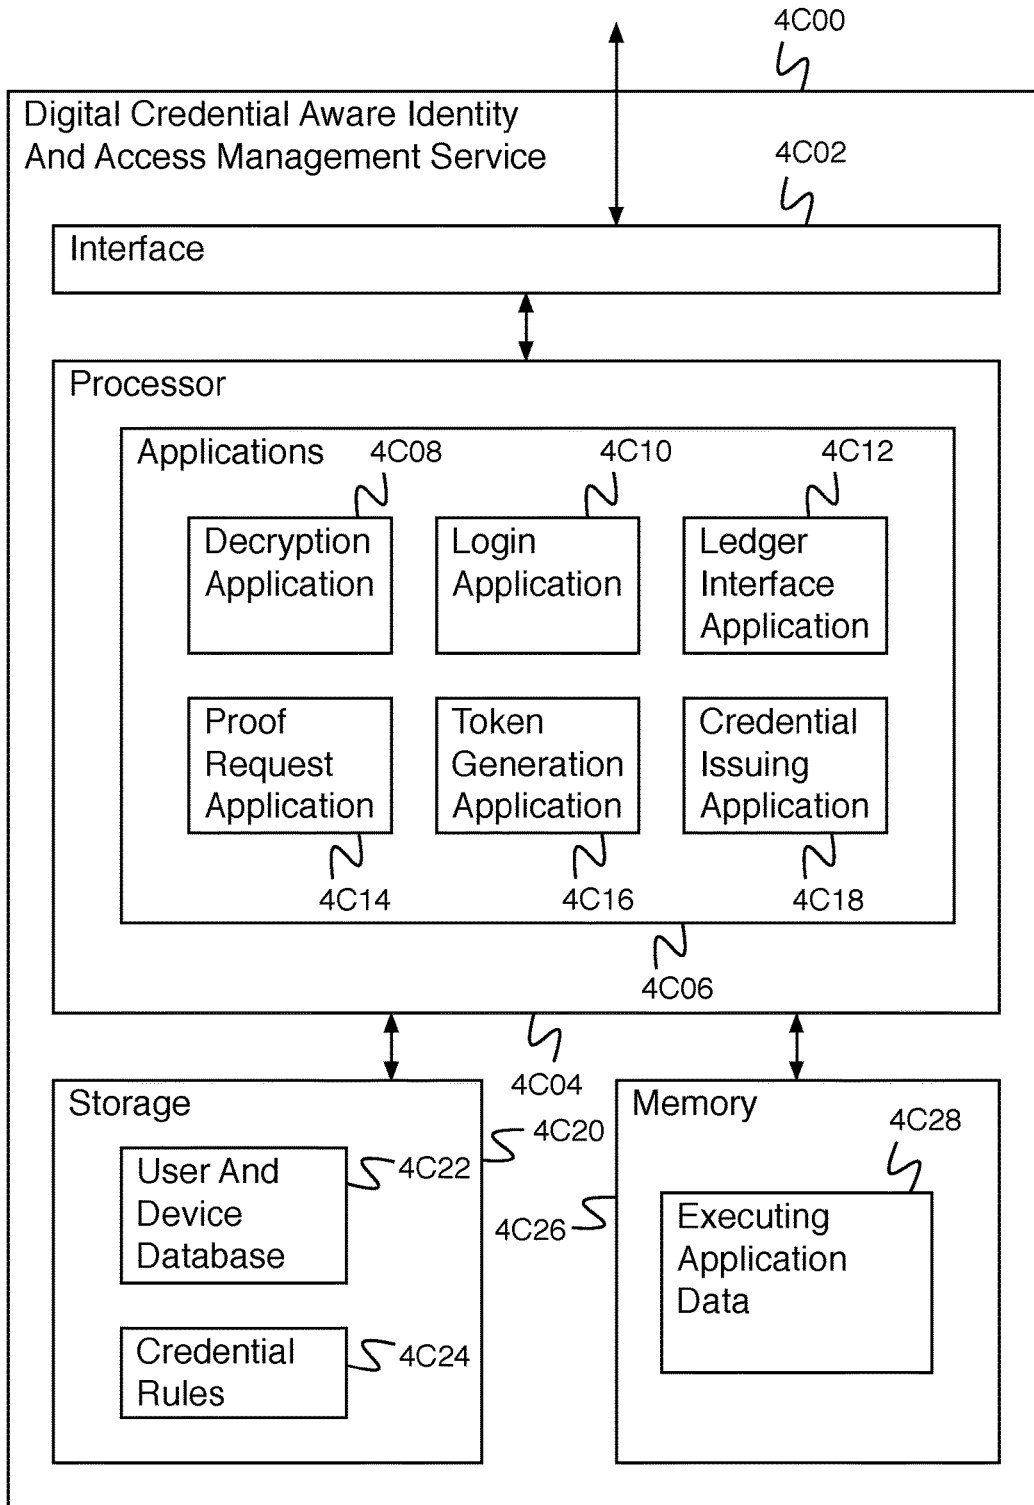 4C00
Digital Credential Aware Identity
And Access Management Service
4C02
Interface
Processor
Applications
4C08
4C10
4C12
Decryption
Application
Login
Application
Ledger
Interface
Application
Proof
Request
Application
Token
Generation
Application
Credential
Issuing
Application
4C14
4C16
4C18
4C06
4C04
Storage
4C20
User And
Device
Database
4C22
Credential
Rules
4C24
Memory
4C26
4C28
Executing
Application
Data